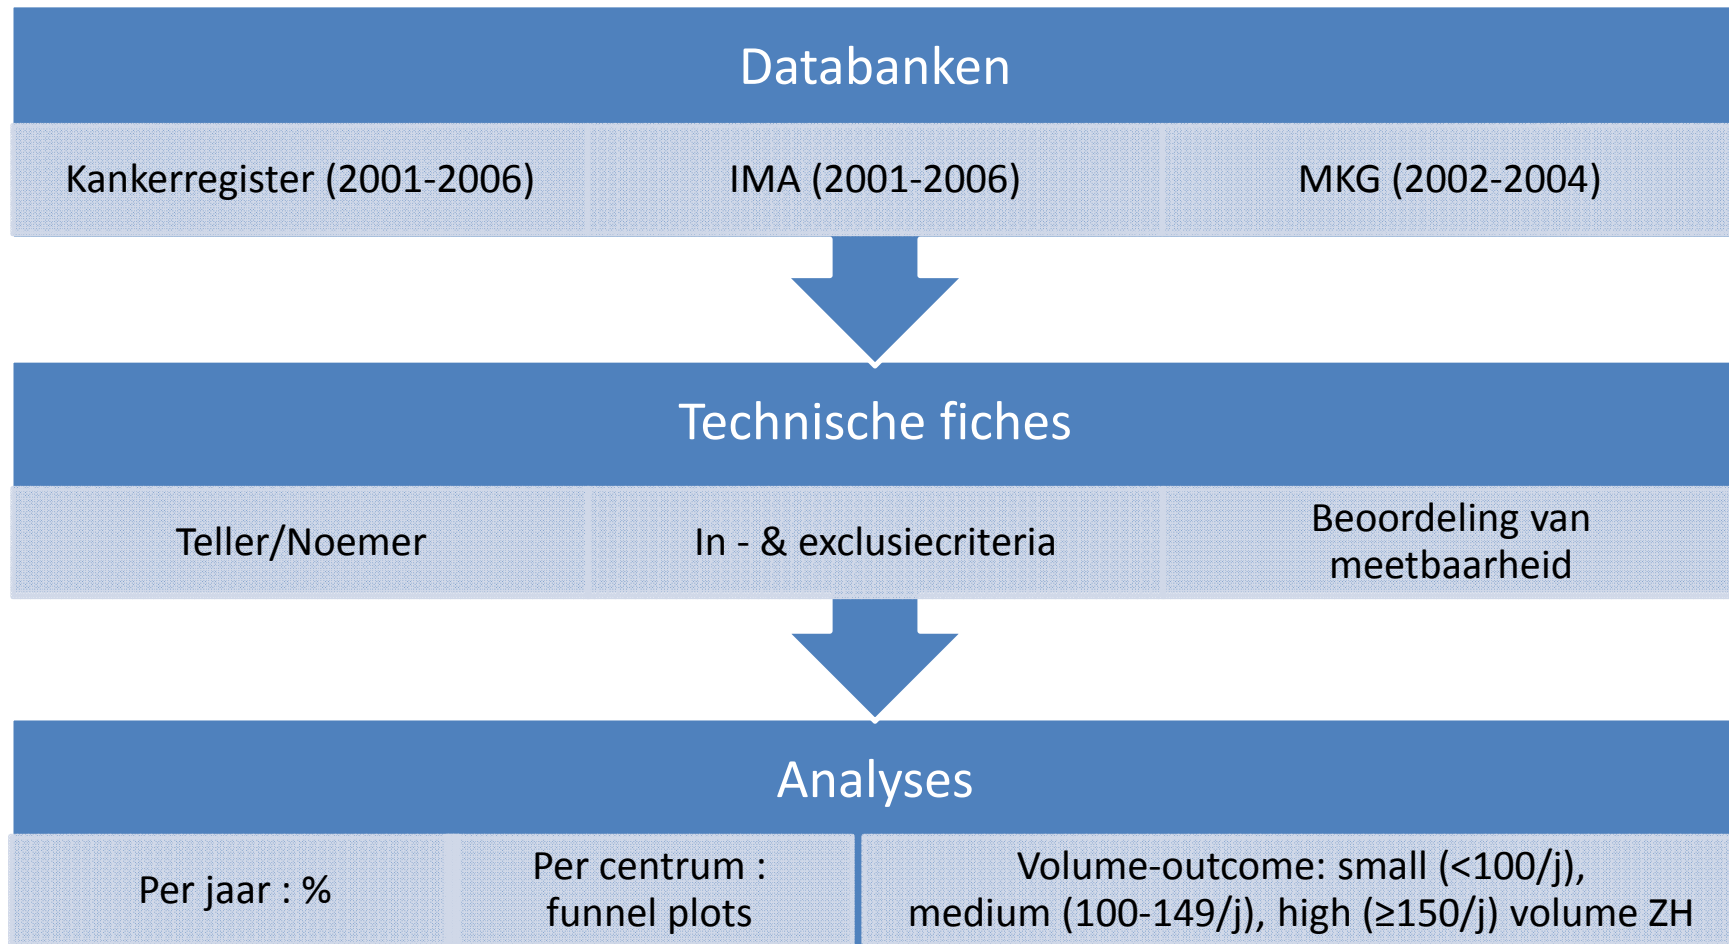 Databanken
Kankerregister (2001-2006)
IMA (2001-2006)
MKG (2002-2004)
Technische fiches
Teller/Noemer
In - & exclusiecriteria
Beoordeling van
meetbaarheid
Analyses
Per jaar : %
Per centrum :
funnel plots
Volume-outcome: small (<100/j),
medium (100-149/j), high (≥150/j) volume ZH